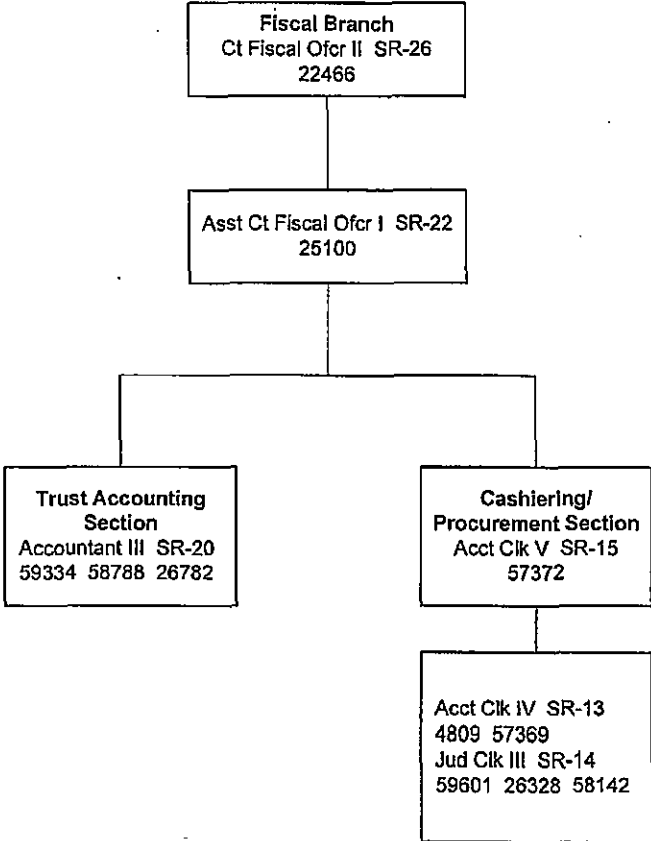 Fiscal Branch
Ct Fiscal Ofcr II SR-26
22466
Asst Ct Fiscal Ofcr I SR-22
25100
Trust Accounting
Section
Accountant III SR-20
59334 58788 26782
Cashiering/
Procurement Section
Acct Clk V SR-15
57372
Acct Clk IV SR-13
4809 57369
Jud Clk III SR-14
59601 26328 58142